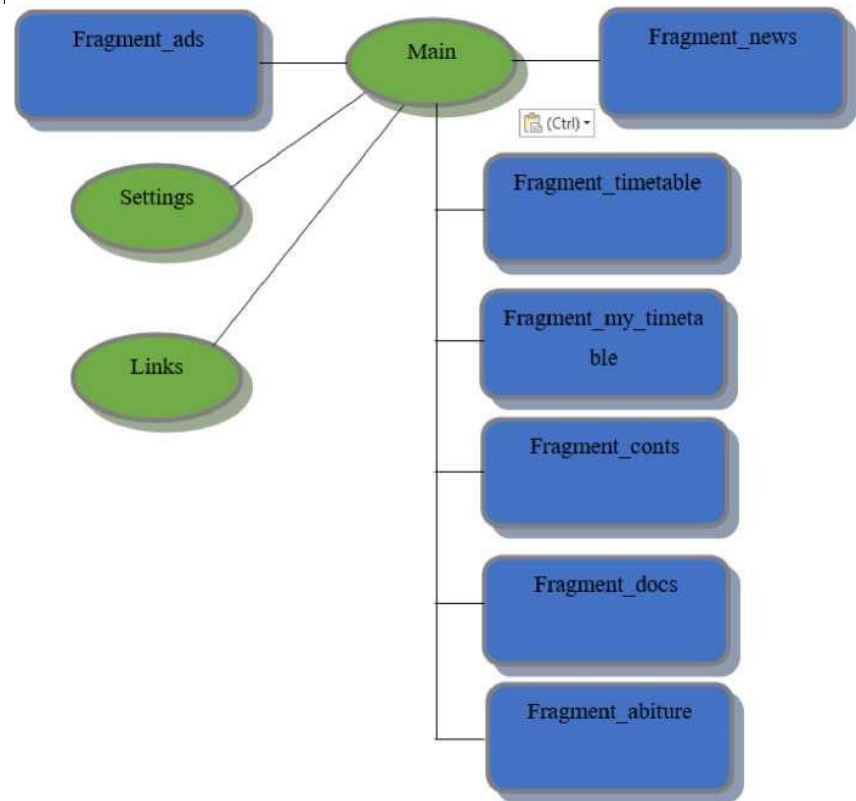 Fragment_ads
Main
Fragment_news
(Ctrl)
Settings
Fragment_timetable
Links
Fragment_my_timeta
ble
Fragment_conts
Fragment_docs
Fragment_abiture